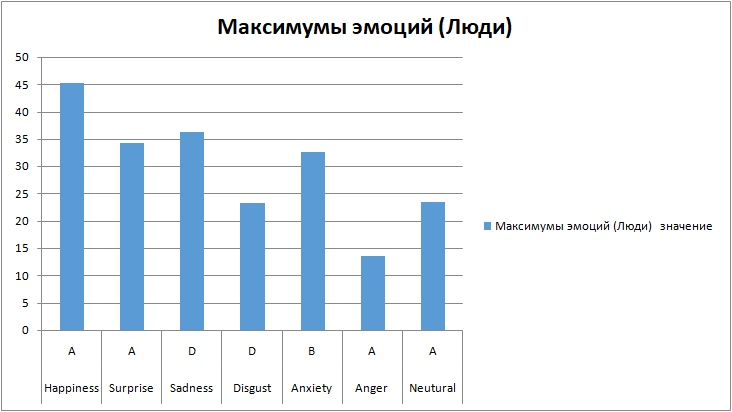 Максимумы эмоций (Люди)
50
45
40
35
30
25
20
15
10
5
0
A A D D B A A
Happiness Surprise Sadness Disgust Anxiety Anger Neutural
Максимумы эмоций (Люди) значение